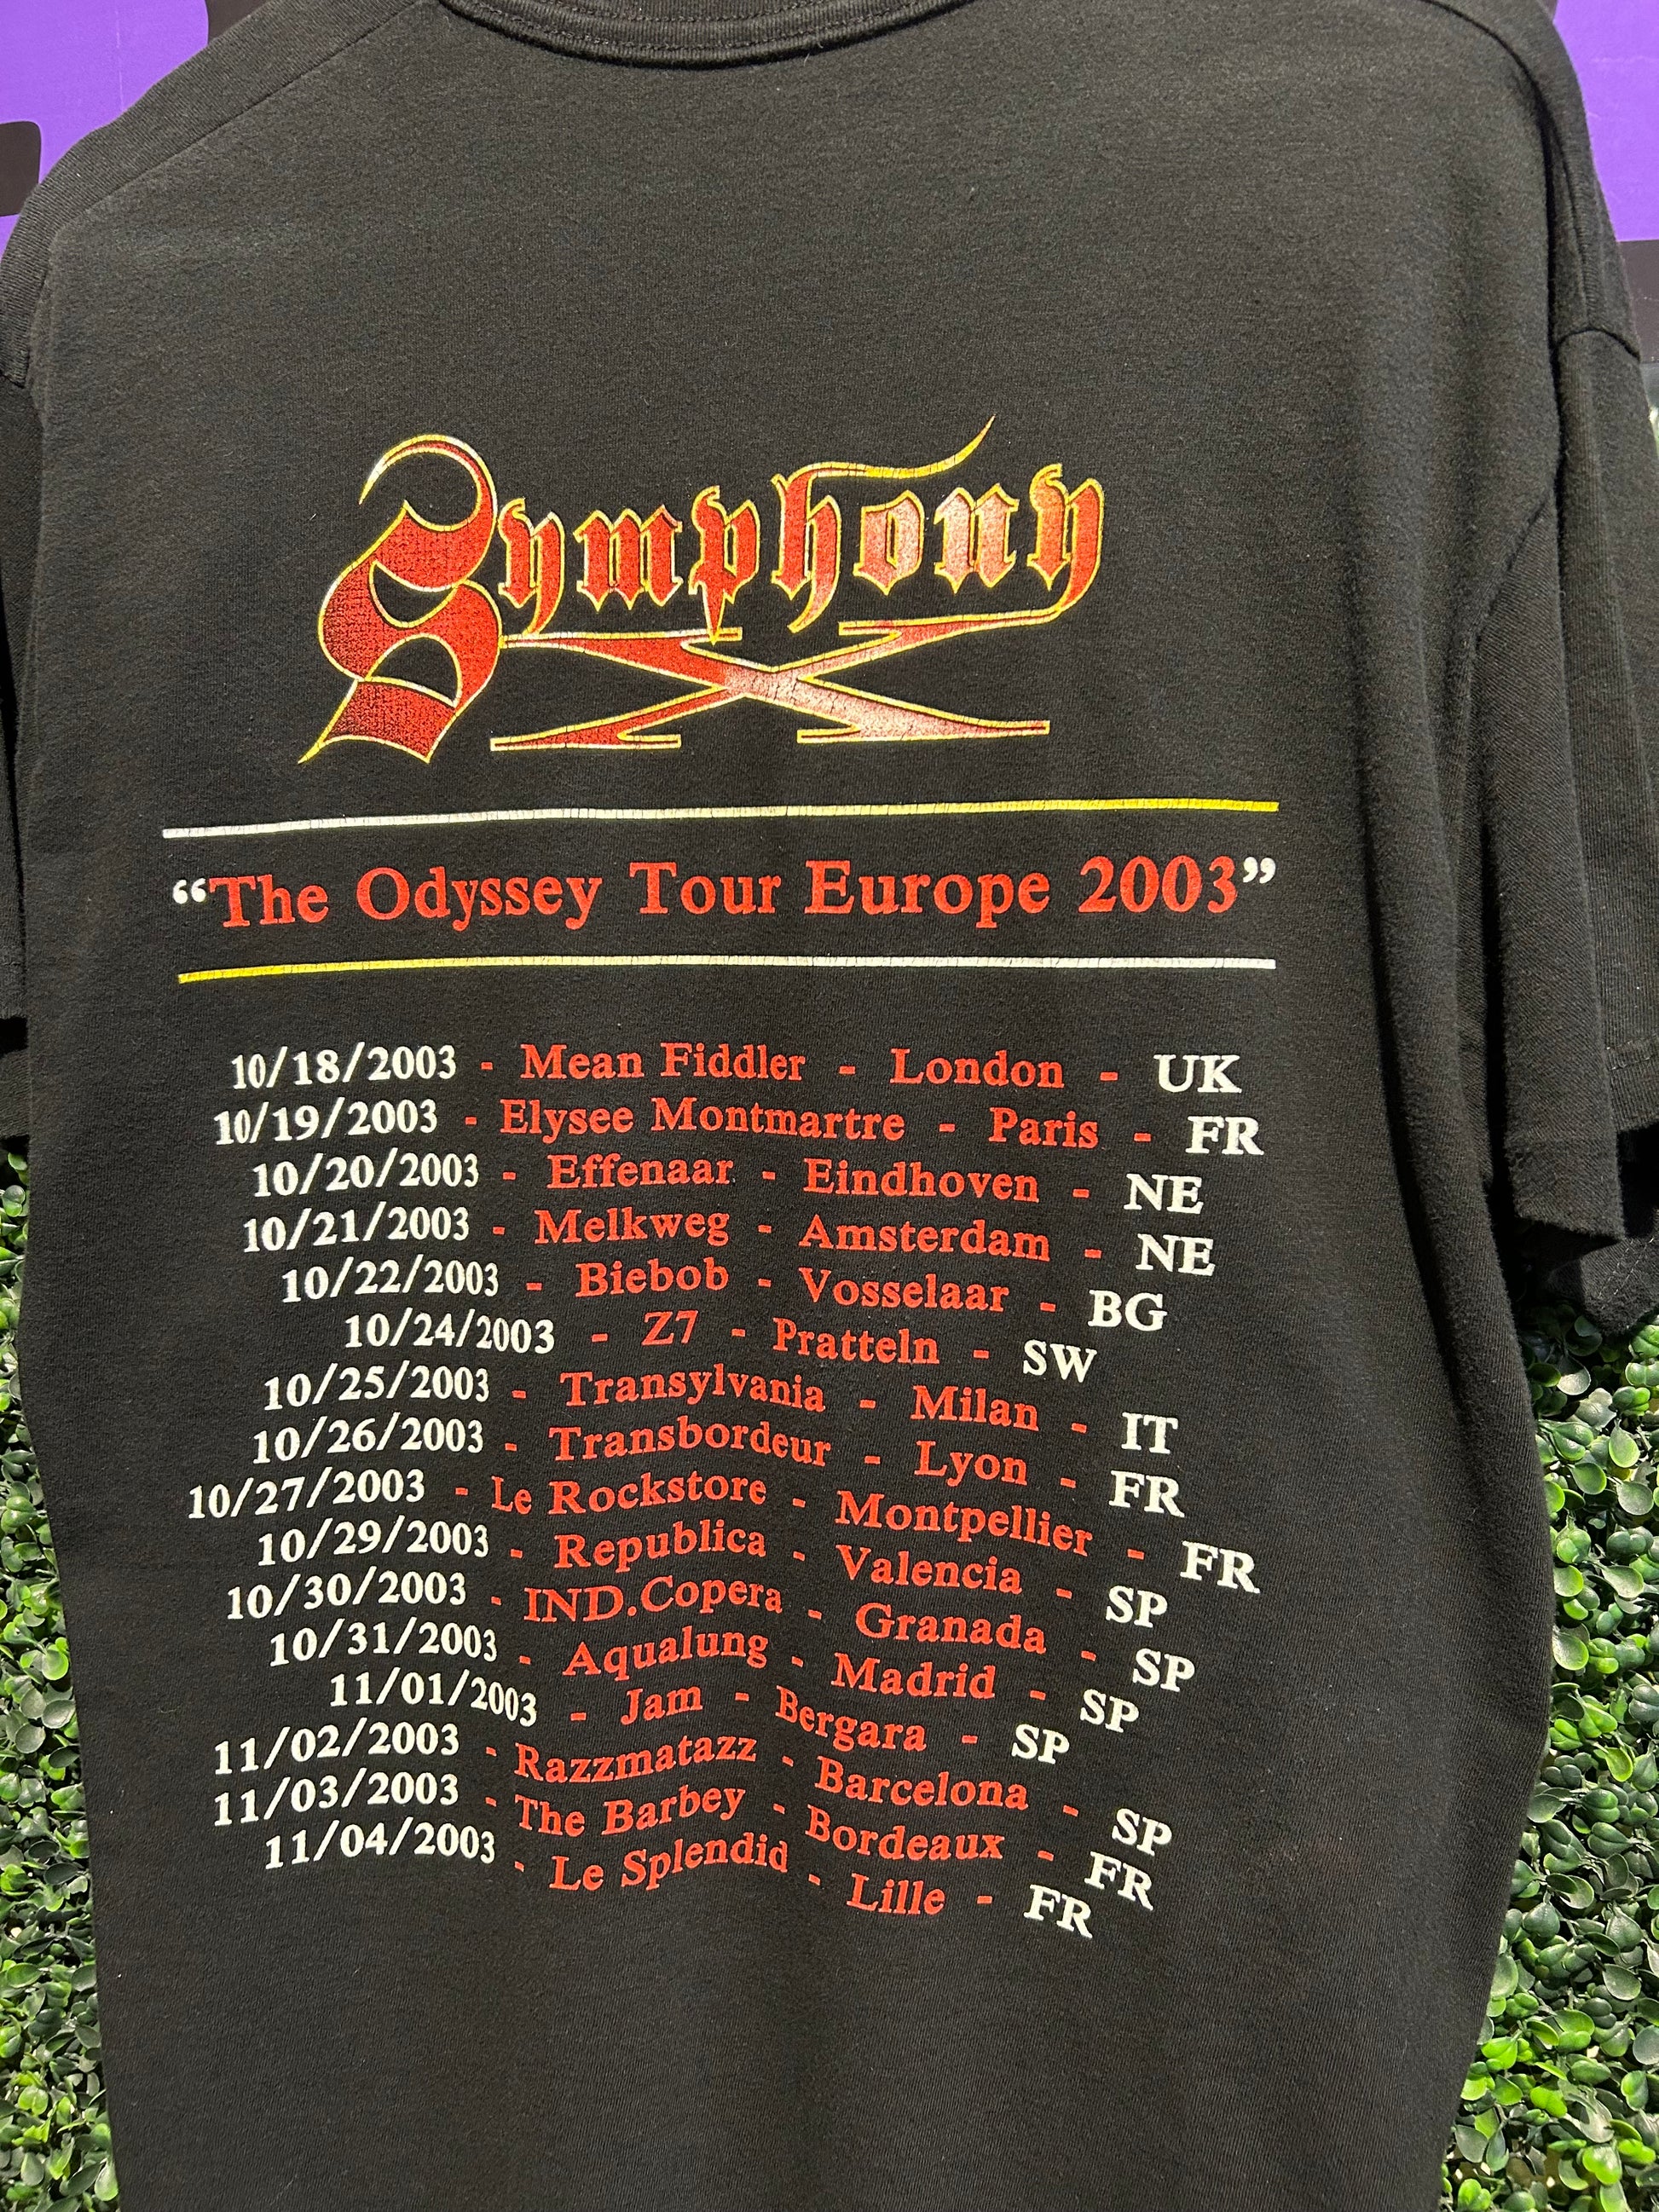 Symphony
X
“The Odyssey Tour Europe 2003”
10/18/2003 - Mean Fiddler - London - UK
10/19/2003 - Elysee Montmartre - Paris - FR
10/20/2003 - Effenaar - Eindhoven - NE
10/21/2003 - Melkweg - Amsterdam - NE
10/22/2003 - Biebob - Vosselaar - BG
10/24/2003 - Z7 - Pratteln - SW
10/25/2003 - Transylvania - Milan - IT
10/26/2003 - Transbordeur - Lyon - FR
10/27/2003 - Le Rockstore - Montpellier - FR
10/29/2003 - Republica - Valencia - SP
10/30/2003 - IND.Copera - Granada - SP
10/31/2003 - Aqualung - Madrid - SP
11/01/2003 - Jam - Bergara - SP
11/02/2003 - Razzmatazz - Barcelona - SP
11/03/2003 - The Barbey - Bordeaux - FR
11/04/2003 - Le Splendid - Lille - FR